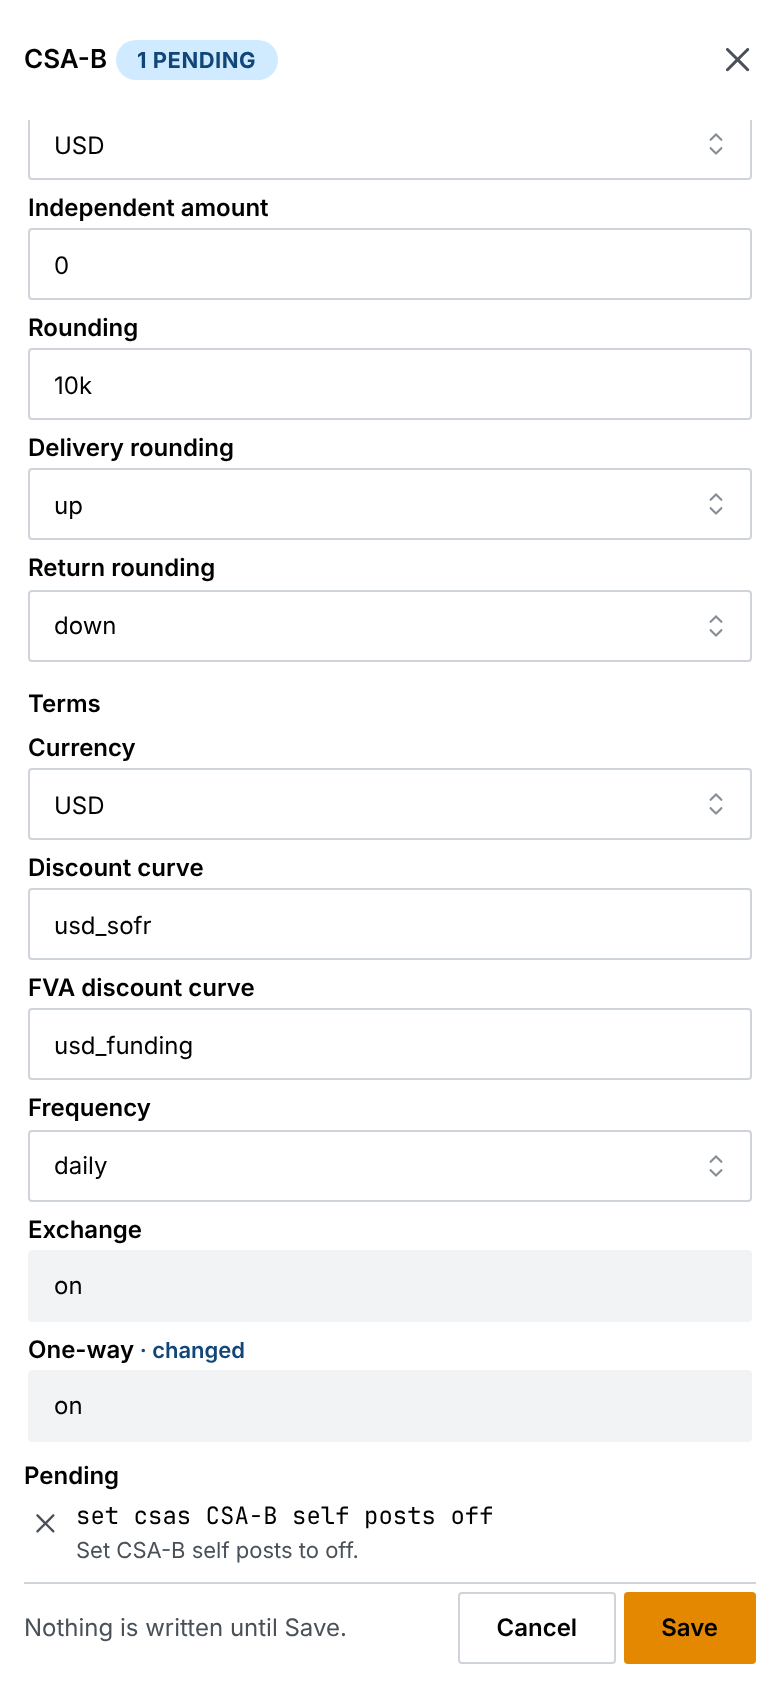 CSA-B 1 PENDING
USD
Independent amount
0
Rounding
10k
Delivery rounding
up
Return rounding
down
Terms
Currency
USD
Discount curve
usd_sofr
FVA discount curve
usd_funding
Frequency
daily
Exchange
on
One-way · changed
on
Pending
set csas CSA-B self posts off
Set CSA-B self posts to off.
Nothing is written until Save. Cancel Save